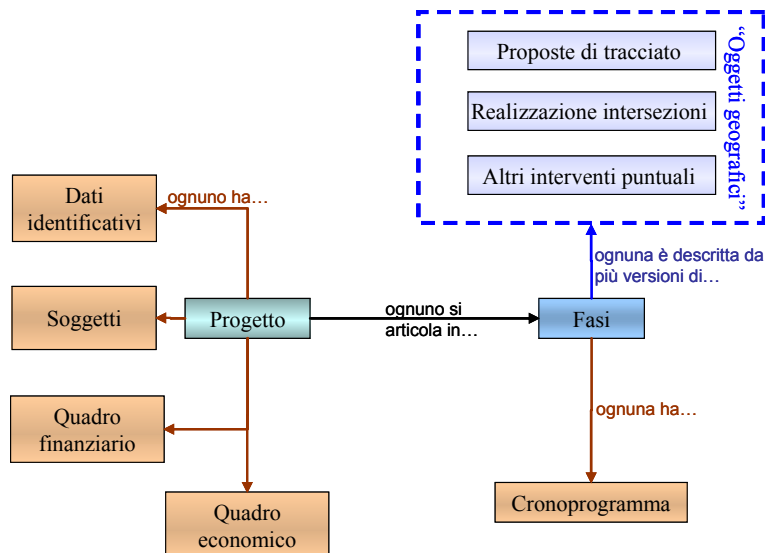 Proposte di tracciato
Realizzazione intersezioni
Altri interventi puntuali
“Oggetti geografici”
Dati
identificativi
ognuno ha…
ognuna è descritta da
più versioni di…
Soggetti
Progetto
ognuno si
articola in…
Fasi
Quadro
finanziario
ognuna ha…
Quadro
economico
Cronoprogramma